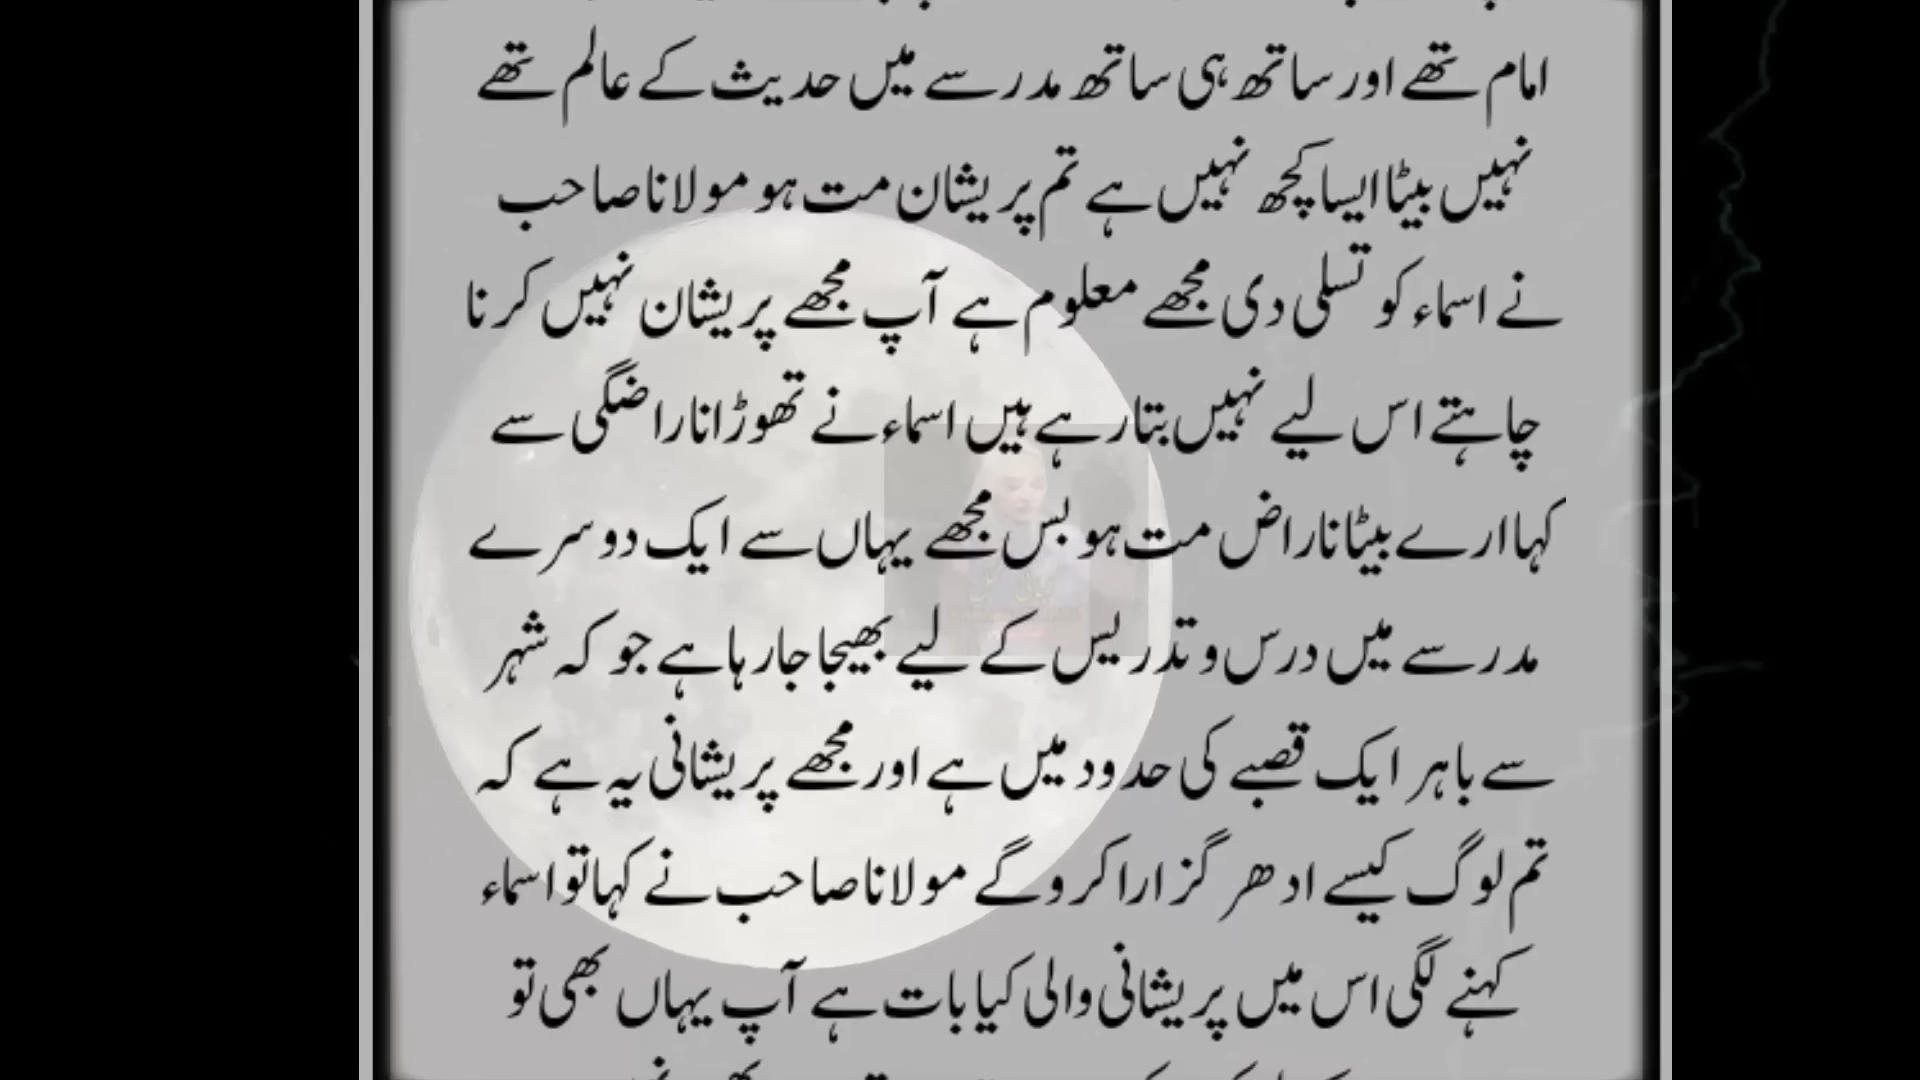 امام تھے اور ساتھ ہی ساتھ مدرسے میں حدیث کے عالم تھے
نہیں بیٹا ایسا کچھ نہیں ہے تم پریشان مت ہو مولانا صاحب
نے اسماء کو تسلی دی مجھے معلوم ہے آپ مجھے پریشان نہیں کرنا
چاہتے اس لیے نہیں بتا رہے ہیں اسماء نے تھوڑا ناراضگی سے
کہا ارے بیٹا ناراض مت ہو بس مجھے یہاں سے ایک دوسرے
مدرسے میں درس و تدریس کے لیے بھیجا جا رہا ہے جو کہ شہر
سے باہر ایک قصبے کی حدود میں ہے اور مجھے پریشانی یہ ہے کہ
تم لوگ کیسے ادھر گزارا کرو گے مولانا صاحب نے کہا تو اسماء
کہنے لگی اس میں پریشانی والی کیا بات ہے آپ یہاں بھی تو